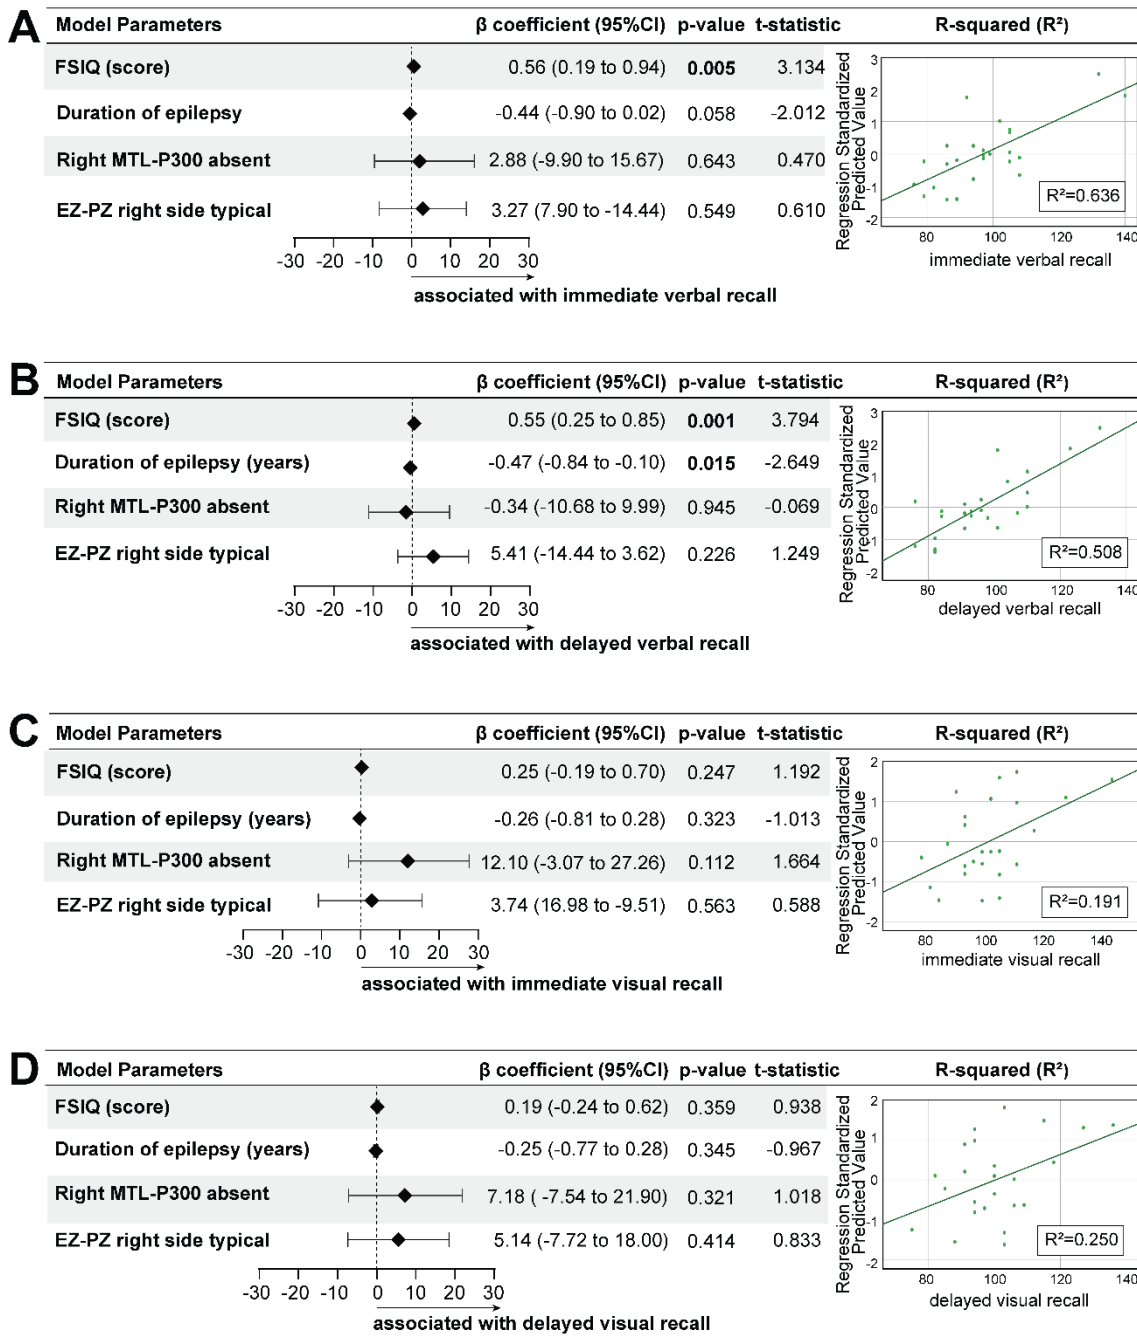 A
Model Parameters β coefficient (95%CI) p-value t-statistic R-squared (R²)
FSIQ (score) 0.56 (0.19 to 0.94) 0.005 3.134
Duration of epilepsy -0.44 (-0.90 to 0.02) 0.058 -2.012
Right MTL-P300 absent 2.88 (-9.90 to 15.67) 0.643 0.470
EZ-PZ right side typical 3.27 (7.90 to -14.44) 0.549 0.610
-30 -20 -10 0 10 20 30
associated with immediate verbal recall
Regression Standardized
Predicted Value
3
2
1
0
-1
-2
R²=0.636
80 100 120 140
immediate verbal recall
B
Model Parameters β coefficient (95%CI) p-value t-statistic R-squared (R²)
FSIQ (score) 0.55 (0.25 to 0.85) 0.001 3.794
Duration of epilepsy (years) -0.47 (-0.84 to -0.10) 0.015 -2.649
Right MTL-P300 absent -0.34 (-10.68 to 9.99) 0.945 -0.069
EZ-PZ right side typical 5.41 (-14.44 to 3.62) 0.226 1.249
-30 -20 -10 0 10 20 30
associated with delayed verbal recall
Regression Standardized
Predicted Value
3
2
1
0
-1
-2
R²=0.508
80 100 120 140
delayed verbal recall
C
Model Parameters β coefficient (95%CI) p-value t-statistic R-squared (R²)
FSIQ (score) 0.25 (-0.19 to 0.70) 0.247 1.192
Duration of epilepsy (years) -0.26 (-0.81 to 0.28) 0.323 -1.013
Right MTL-P300 absent 12.10 (-3.07 to 27.26) 0.112 1.664
EZ-PZ right side typical 3.74 (16.98 to -9.51) 0.563 0.588
-30 -20 -10 0 10 20 30
associated with immediate visual recall
Regression Standardized
Predicted Value
2
1
0
-1
-2
R²=0.191
80 100 120 140
immediate visual recall
D
Model Parameters β coefficient (95%CI) p-value t-statistic R-squared (R²)
FSIQ (score) 0.19 (-0.24 to 0.62) 0.359 0.938
Duration of epilepsy (years) -0.25 (-0.77 to 0.28) 0.345 -0.967
Right MTL-P300 absent 7.18 ( -7.54 to 21.90) 0.321 1.018
EZ-PZ right side typical 5.14 (-7.72 to 18.00) 0.414 0.833
-30 -20 -10 0 10 20 30
associated with delayed visual recall
Regression Standardized
Predicted Value
2
1
0
-1
-2
R²=0.250
80 100 120 140
delayed visual recall